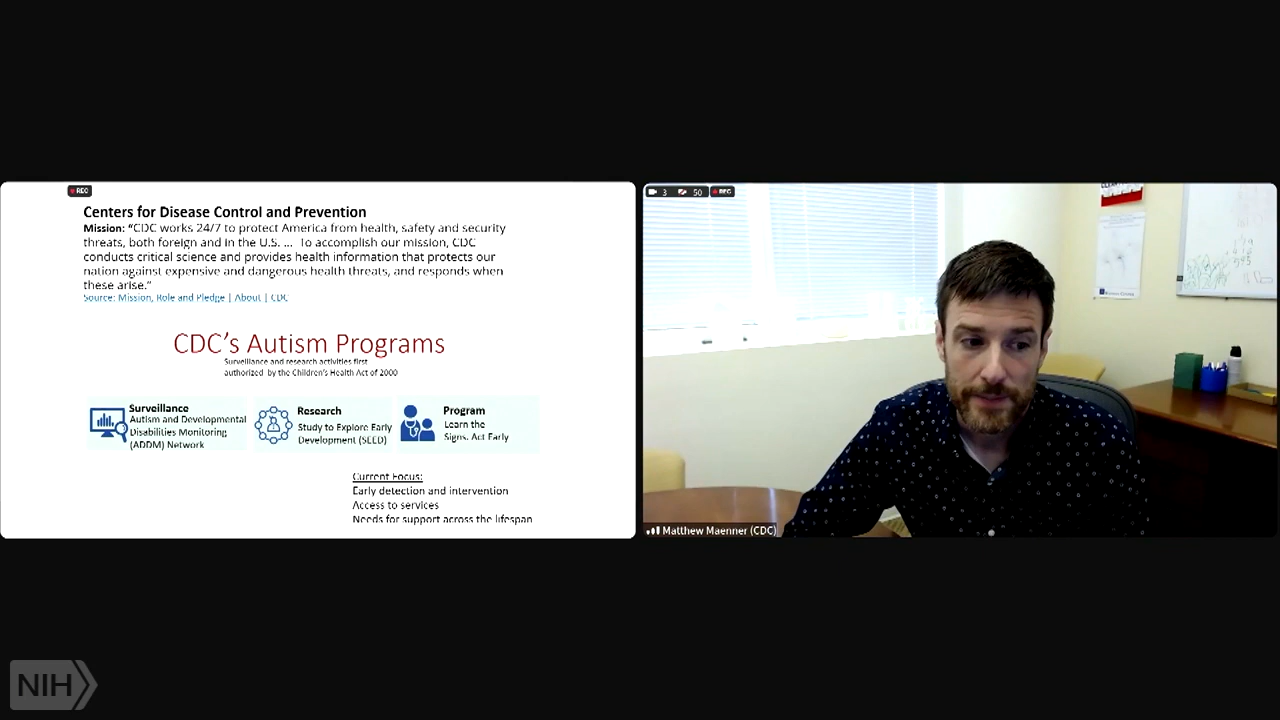 REC
Centers for Disease Control and Prevention
Mission: “CDC works 24/7 to protect America from health, safety and security
threats, both foreign and in the U.S. … To accomplish our mission, CDC
conducts critical science and provides health information that protects our
nation against expensive and dangerous health threats, and responds when
these arise.”
Source: Mission, Role and Pledge | About | CDC
CDC’s Autism Programs
Surveillance and research activities first
authorized by the Children’s Health Act of 2000
Surveillance
Autism and Developmental
Disabilities Monitoring
(ADDM) Network
Research
Study to Explore Early
Development (SEED)
Program
Learn the
Signs. Act Early
Current Focus:
Early detection and intervention
Access to services
Needs for support across the lifespan
3 50 REC
Matthew Maenner (CDC)
NIH